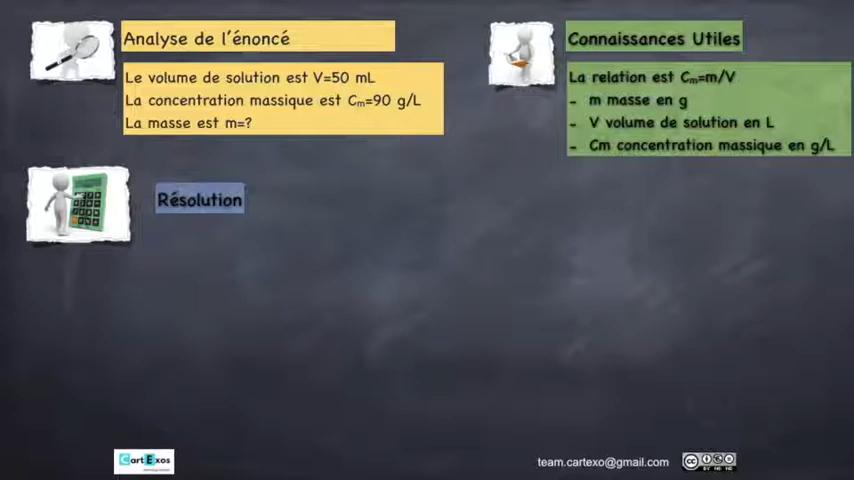 Analyse de l'énoncé
Le volume de solution est V=50 mL
La concentration massique est Cm=90 g/L
La masse est m=?
Connaissances Utiles
La relation est Cm=m/V
- m masse en g
- V volume de solution en L
- Cm concentration massique en g/L
Résolution
CartExos
team.cartexo@gmail.com